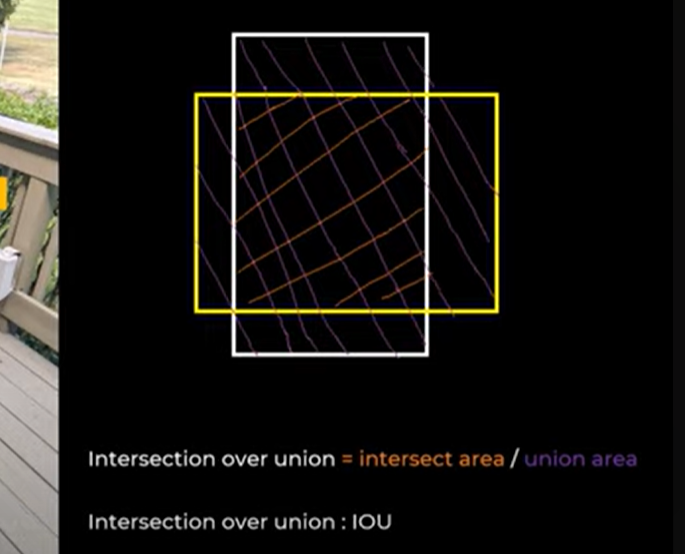 Intersection over union = intersect area / union area
Intersection over union : IOU